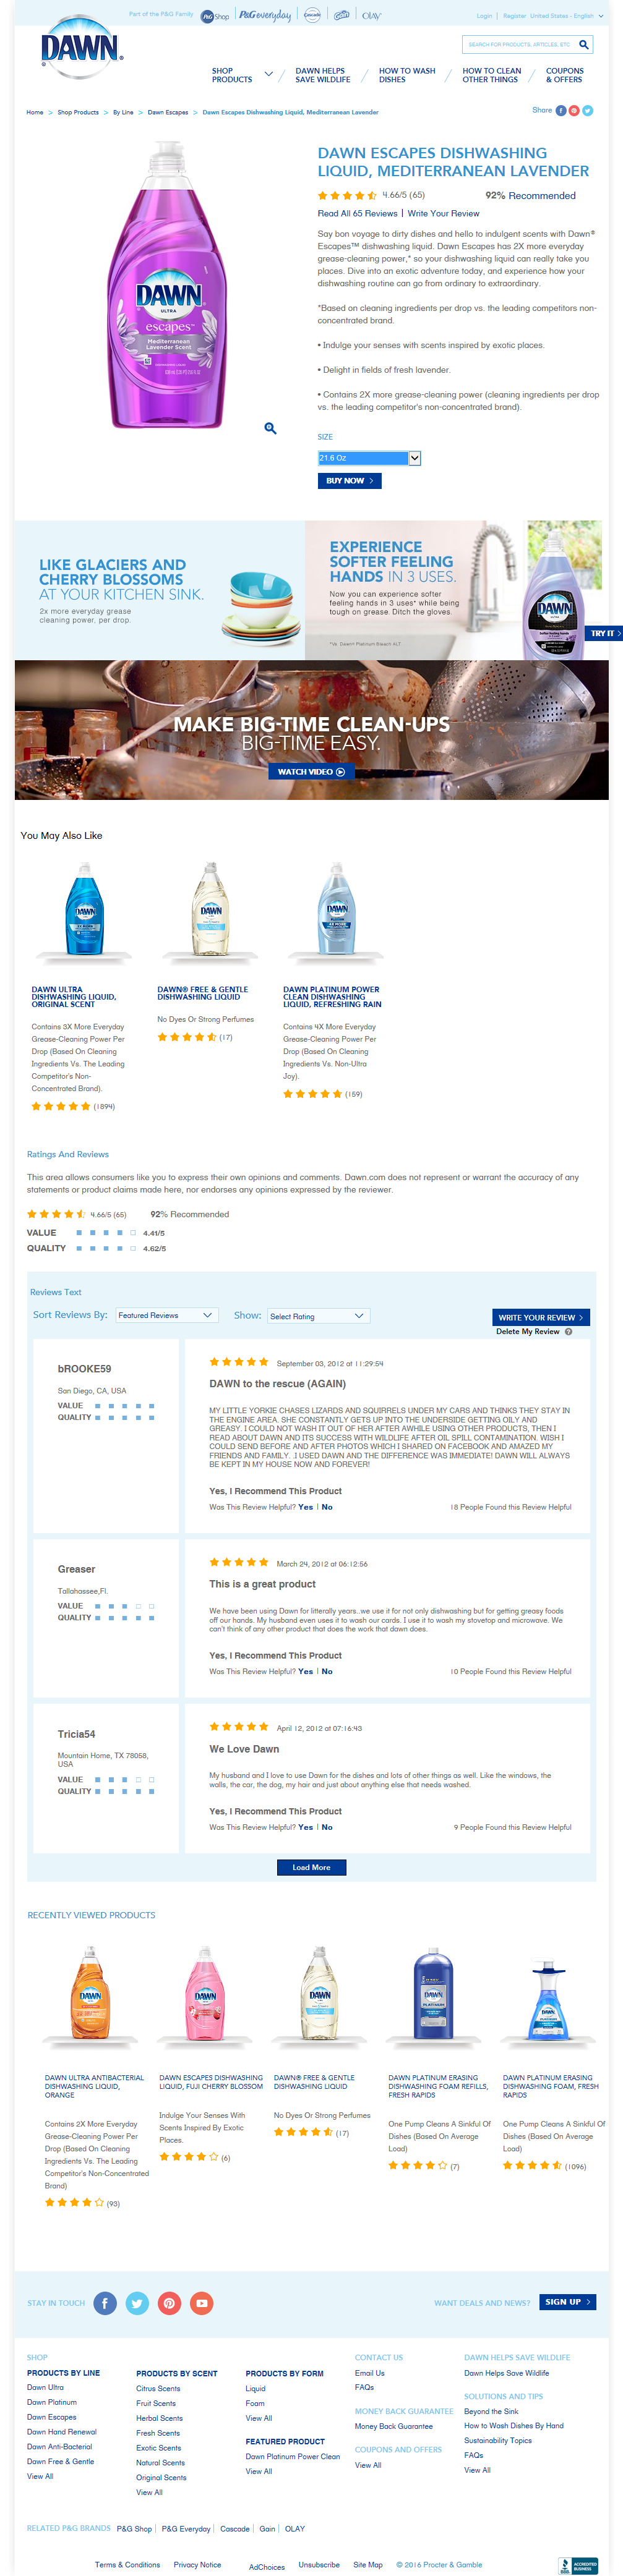 Part of the P&G Family
P&G Shop
P&G everyday
Cascade
Gain
OLAY
Login | Register United States - English
DAWN
SEARCH FOR PRODUCTS, ARTICLES, ETC
SHOP PRODUCTS
DAWN HELPS SAVE WILDLIFE
HOW TO WASH DISHES
HOW TO CLEAN OTHER THINGS
COUPONS & OFFERS
Home > Shop Products > By Line > Dawn Escapes > Dawn Escapes Dishwashing Liquid, Mediterranean Lavender
Share
DAWN
ULTRA
escapes
Mediterranean
Lavender Scent
DAWN ESCAPES DISHWASHING
LIQUID, MEDITERRANEAN LAVENDER
4.66/5 (65) 92% Recommended
Read All 65 Reviews | Write Your Review
Say bon voyage to dirty dishes and hello to indulgent scents with Dawn®
Escapes™ dishwashing liquid. Dawn Escapes has 2X more everyday
grease-cleaning power,* so your dishwashing liquid can really take you
places. Dive into an exotic adventure today, and experience how your
dishwashing routine can go from ordinary to extraordinary.
*Based on cleaning ingredients per drop vs. the leading competitors non-
concentrated brand.
• Indulge your senses with scents inspired by exotic places.
• Delight in fields of fresh lavender.
• Contains 2X more grease-cleaning power (cleaning ingredients per drop
vs. the leading competitor's non-concentrated brand).
SIZE
21.6 Oz
BUY NOW
LIKE GLACIERS AND
CHERRY BLOSSOMS
AT YOUR KITCHEN SINK.
2x more everyday grease
cleaning power, per drop.
EXPERIENCE
SOFTER FEELING
HANDS IN 3 USES.
Now you can experience softer
feeling hands in 3 uses* while being
tough on grease. Ditch the gloves.
*Vs. Dawn® Platinum Bleach ALT
DAWN
TRY IT
MAKE BIG-TIME CLEAN-UPS
BIG-TIME EASY.
WATCH VIDEO
You May Also Like
DAWN
DAWN
DAWN
DAWN ULTRA
DISHWASHING LIQUID,
ORIGINAL SCENT
Contains 3X More Everyday
Grease-Cleaning Power Per
Drop (Based On Cleaning
Ingredients Vs. The Leading
Competitor's Non-
Concentrated Brand).
(1894)
DAWN® FREE & GENTLE
DISHWASHING LIQUID
No Dyes Or Strong Perfumes
(17)
DAWN PLATINUM POWER
CLEAN DISHWASHING
LIQUID, REFRESHING RAIN
Contains 4X More Everyday
Grease-Cleaning Power Per
Drop (Based On Cleaning
Ingredients Vs. Non-Ultra
Joy).
(159)
Ratings And Reviews
This area allows consumers like you to express their own opinions and comments. Dawn.com does not represent or warrant the accuracy of any
statements or product claims made here, nor endorses any opinions expressed by the reviewer.
4.66/5 (65) 92% Recommended
VALUE 4.41/5
QUALITY 4.62/5
Reviews Text
Sort Reviews By: Featured Reviews Show: Select Rating
WRITE YOUR REVIEW
Delete My Review ?
bROOKE59
San Diego, CA, USA
VALUE
QUALITY
September 03, 2012 at 11:29:54
DAWN to the rescue (AGAIN)
MY LITTLE YORKIE CHASES LIZARDS AND SQUIRRELS UNDER MY CARS AND THINKS THEY STAY IN
THE ENGINE AREA. SHE CONSTANTLY GETS UP INTO THE UNDERSIDE GETTING OILY AND
GREASY. I COULD NOT WASH IT OUT OF HER AFTER AWHILE USING OTHER PRODUCTS, THEN I
READ ABOUT DAWN AND ITS SUCCESS WITH WILDLIFE AFTER OIL SPILL CONTAMINATION. WISH I
COULD SEND BEFORE AND AFTER PHOTOS WHICH I SHARED ON FACEBOOK AND AMAZED MY
FRIENDS AND FAMILY. .I USED DAWN AND THE DIFFERENCE WAS IMMEDIATE! DAWN WILL ALWAYS
BE KEPT IN MY HOUSE NOW AND FOREVER!
Yes, I Recommend This Product
Was This Review Helpful? Yes | No 18 People Found this Review Helpful
Greaser
Tallahassee,Fl.
VALUE
QUALITY
March 24, 2012 at 06:12:56
This is a great product
We have been using Dawn for litterally years..we use it for not only dishwashing but for getting greasy foods
off our hands. My husband even uses it to wash our cards. I use it to wash my stovetop and microwave. We
can't think of any other product that does the work that dawn does.
Yes, I Recommend This Product
Was This Review Helpful? Yes | No 10 People Found this Review Helpful
Tricia54
Mountain Home, TX 78058,
USA
VALUE
QUALITY
April 12, 2012 at 07:16:43
We Love Dawn
My husband and I love to use Dawn for the dishes and lots of other things as well. Like the windows, the
walls, the car, the dog, my hair and just about anything else that needs washed.
Yes, I Recommend This Product
Was This Review Helpful? Yes | No 9 People Found this Review Helpful
Load More
RECENTLY VIEWED PRODUCTS
DAWN
DAWN
DAWN
DAWN
DAWN
DAWN ULTRA ANTIBACTERIAL
DISHWASHING LIQUID,
ORANGE
Contains 2X More Everyday
Grease-Cleaning Power Per
Drop (Based On Cleaning
Ingredients Vs. The Leading
Competitor's Non-Concentrated
Brand)
(93)
DAWN ESCAPES DISHWASHING
LIQUID, FUJI CHERRY BLOSSOM
Indulge Your Senses With
Scents Inspired By Exotic
Places.
(6)
DAWN® FREE & GENTLE
DISHWASHING LIQUID
No Dyes Or Strong Perfumes
(17)
DAWN PLATINUM ERASING
DISHWASHING FOAM REFILLS,
FRESH RAPIDS
One Pump Cleans A Sinkful Of
Dishes (Based On Average
Load)
(7)
DAWN PLATINUM ERASING
DISHWASHING FOAM, FRESH
RAPIDS
One Pump Cleans A Sinkful Of
Dishes (Based On Average
Load)
(1096)
STAY IN TOUCH
WANT DEALS AND NEWS? SIGN UP
SHOP
PRODUCTS BY LINE
Dawn Ultra
Dawn Platinum
Dawn Escapes
Dawn Hand Renewal
Dawn Anti-Bacterial
Dawn Free & Gentle
View All
PRODUCTS BY SCENT
Citrus Scents
Fruit Scents
Herbal Scents
Fresh Scents
Exotic Scents
Natural Scents
Original Scents
View All
PRODUCTS BY FORM
Liquid
Foam
View All
FEATURED PRODUCT
Dawn Platinum Power Clean
View All
CONTACT US
Email Us
FAQs
MONEY BACK GUARANTEE
Money Back Guarantee
COUPONS AND OFFERS
View All
DAWN HELPS SAVE WILDLIFE
Dawn Helps Save Wildlife
SOLUTIONS AND TIPS
Beyond the Sink
How to Wash Dishes By Hand
Sustainability Topics
FAQs
View All
RELATED P&G BRANDS P&G Shop | P&G Everyday | Cascade | Gain | OLAY
Terms & Conditions Privacy Notice AdChoices Unsubscribe Site Map © 2016 Procter & Gamble
BBB ACCREDITED BUSINESS